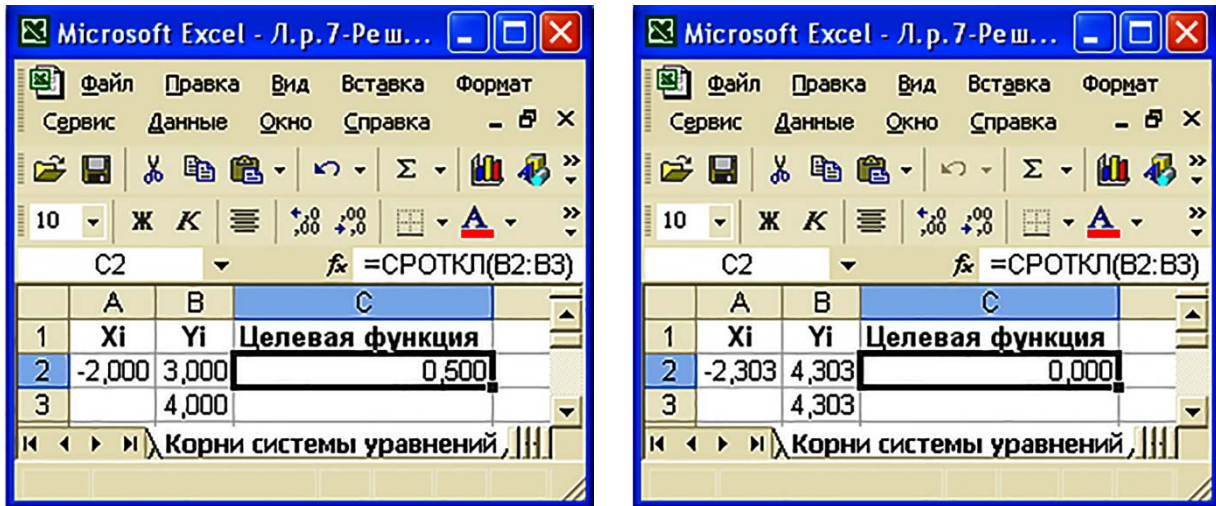 Microsoft Excel - Л.р.7-Реш...
Файл Правка Вид Вставка Формат
Сервис Данные Окно Справка
10 Ж К
C2 fx =СРОТКЛ(B2:B3)
A B C
1 Xi Yi Целевая функция
2 -2,000 3,000 0,500
3 4,000
Корни системы уравнений
Microsoft Excel - Л.р.7-Реш...
Файл Правка Вид Вставка Формат
Сервис Данные Окно Справка
10 Ж К
C2 fx =СРОТКЛ(B2:B3)
A B C
1 Xi Yi Целевая функция
2 -2,303 4,303 0,000
3 4,303
Корни системы уравнений